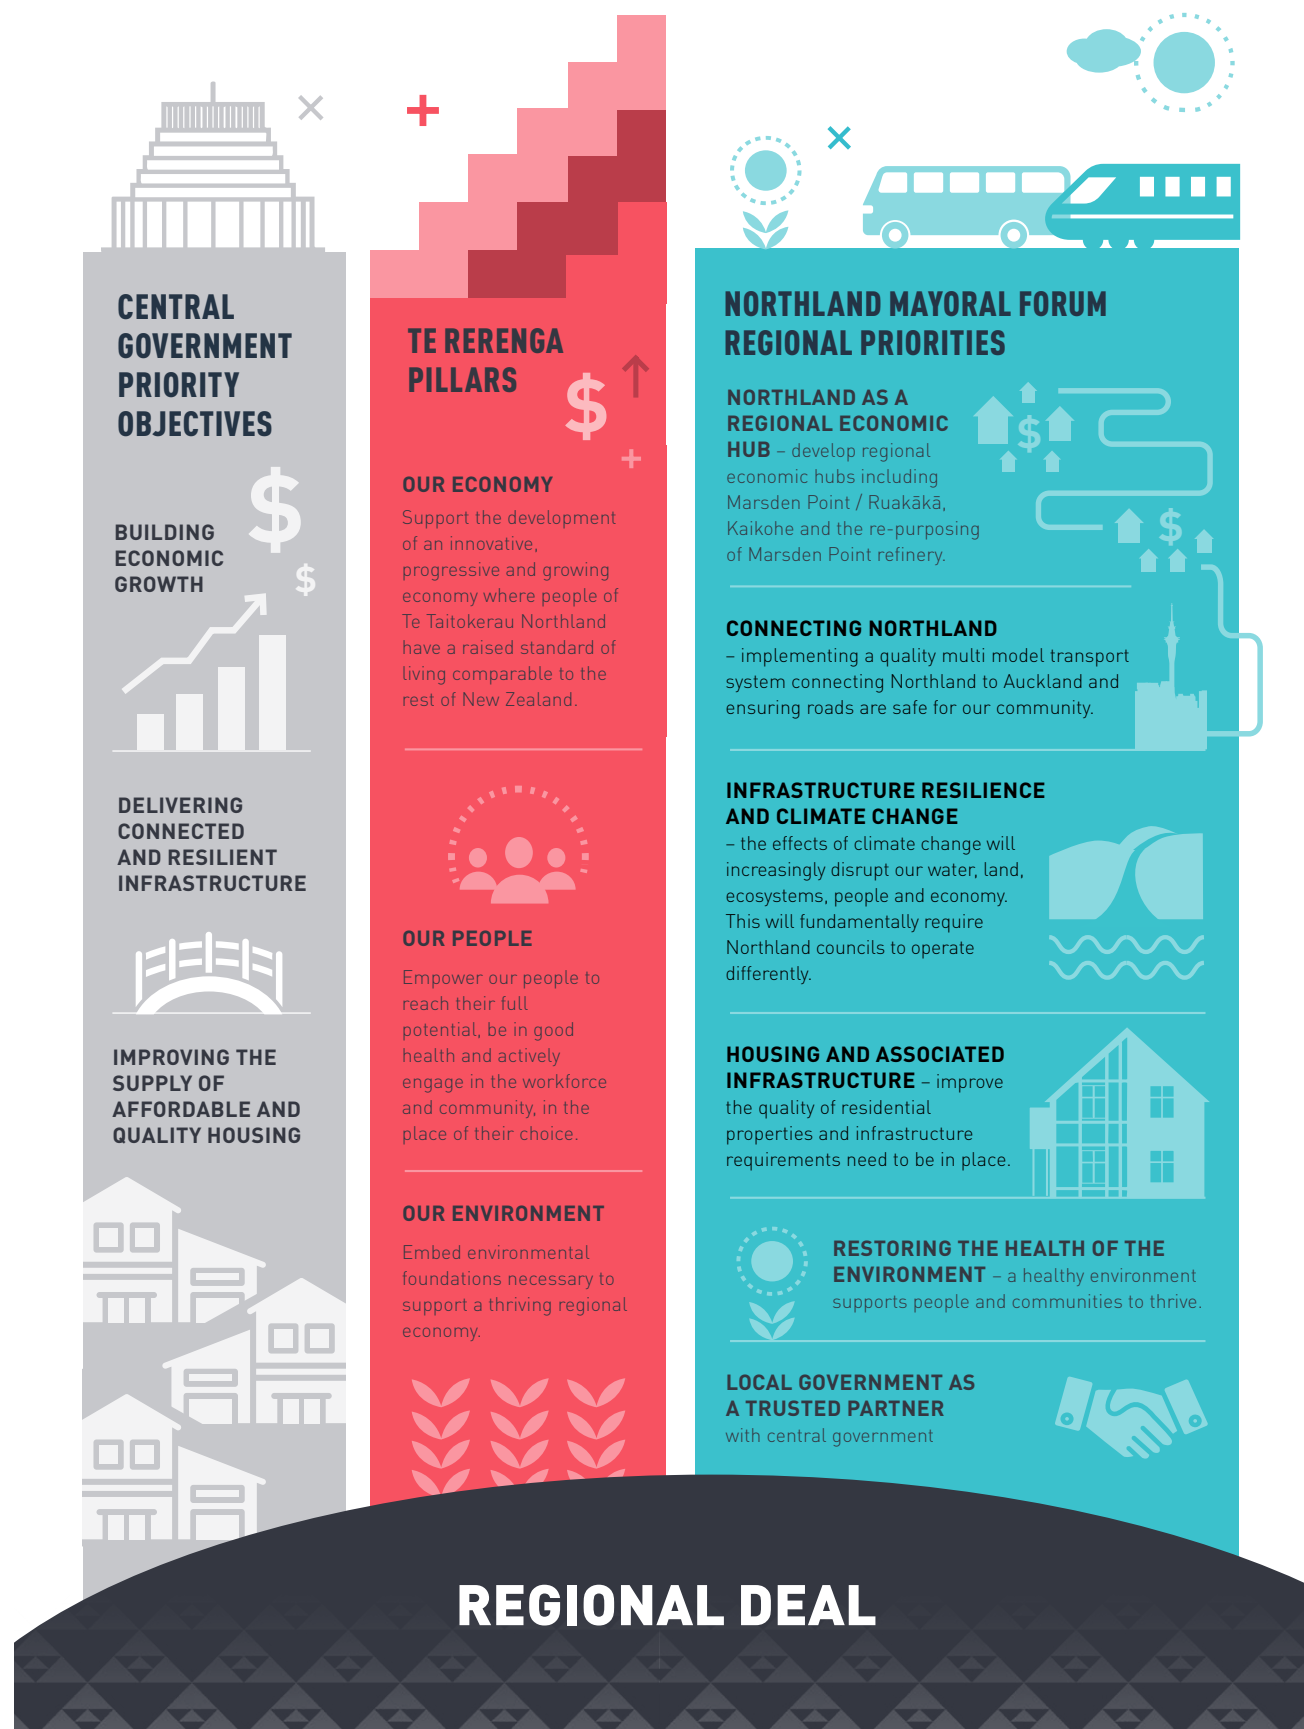 CENTRAL
GOVERNMENT
PRIORITY
OBJECTIVES
BUILDING
ECONOMIC
GROWTH
$
$
DELIVERING
CONNECTED
AND RESILIENT
INFRASTRUCTURE
IMPROVING THE
SUPPLY OF
AFFORDABLE AND
QUALITY HOUSING
TE RERENGA
PILLARS
$
OUR ECONOMY
Support the development
of an innovative,
progressive and growing
economy where people of
Te Taitokerau Northland
have a raised standard of
living comparable to the
rest of New Zealand.
OUR PEOPLE
Empower our people to
reach their full
potential, be in good
health and actively
engage in the workforce
and community, in the
place of their choice.
OUR ENVIRONMENT
Embed environmental
foundations necessary to
support a thriving regional
economy.
NORTHLAND MAYORAL FORUM
REGIONAL PRIORITIES
NORTHLAND AS A
REGIONAL ECONOMIC
HUB – develop regional
economic hubs including
Marsden Point / Ruakākā,
Kaikohe and the re-purposing
of Marsden Point refinery.
$
$
CONNECTING NORTHLAND
– implementing a quality multi model transport
system connecting Northland to Auckland and
ensuring roads are safe for our community.
INFRASTRUCTURE RESILIENCE
AND CLIMATE CHANGE
– the effects of climate change will
increasingly disrupt our water, land,
ecosystems, people and economy.
This will fundamentally require
Northland councils to operate
differently.
HOUSING AND ASSOCIATED
INFRASTRUCTURE – improve
the quality of residential
properties and infrastructure
requirements need to be in place.
RESTORING THE HEALTH OF THE
ENVIRONMENT – a healthy environment
supports people and communities to thrive.
LOCAL GOVERNMENT AS
A TRUSTED PARTNER
with central government
REGIONAL DEAL